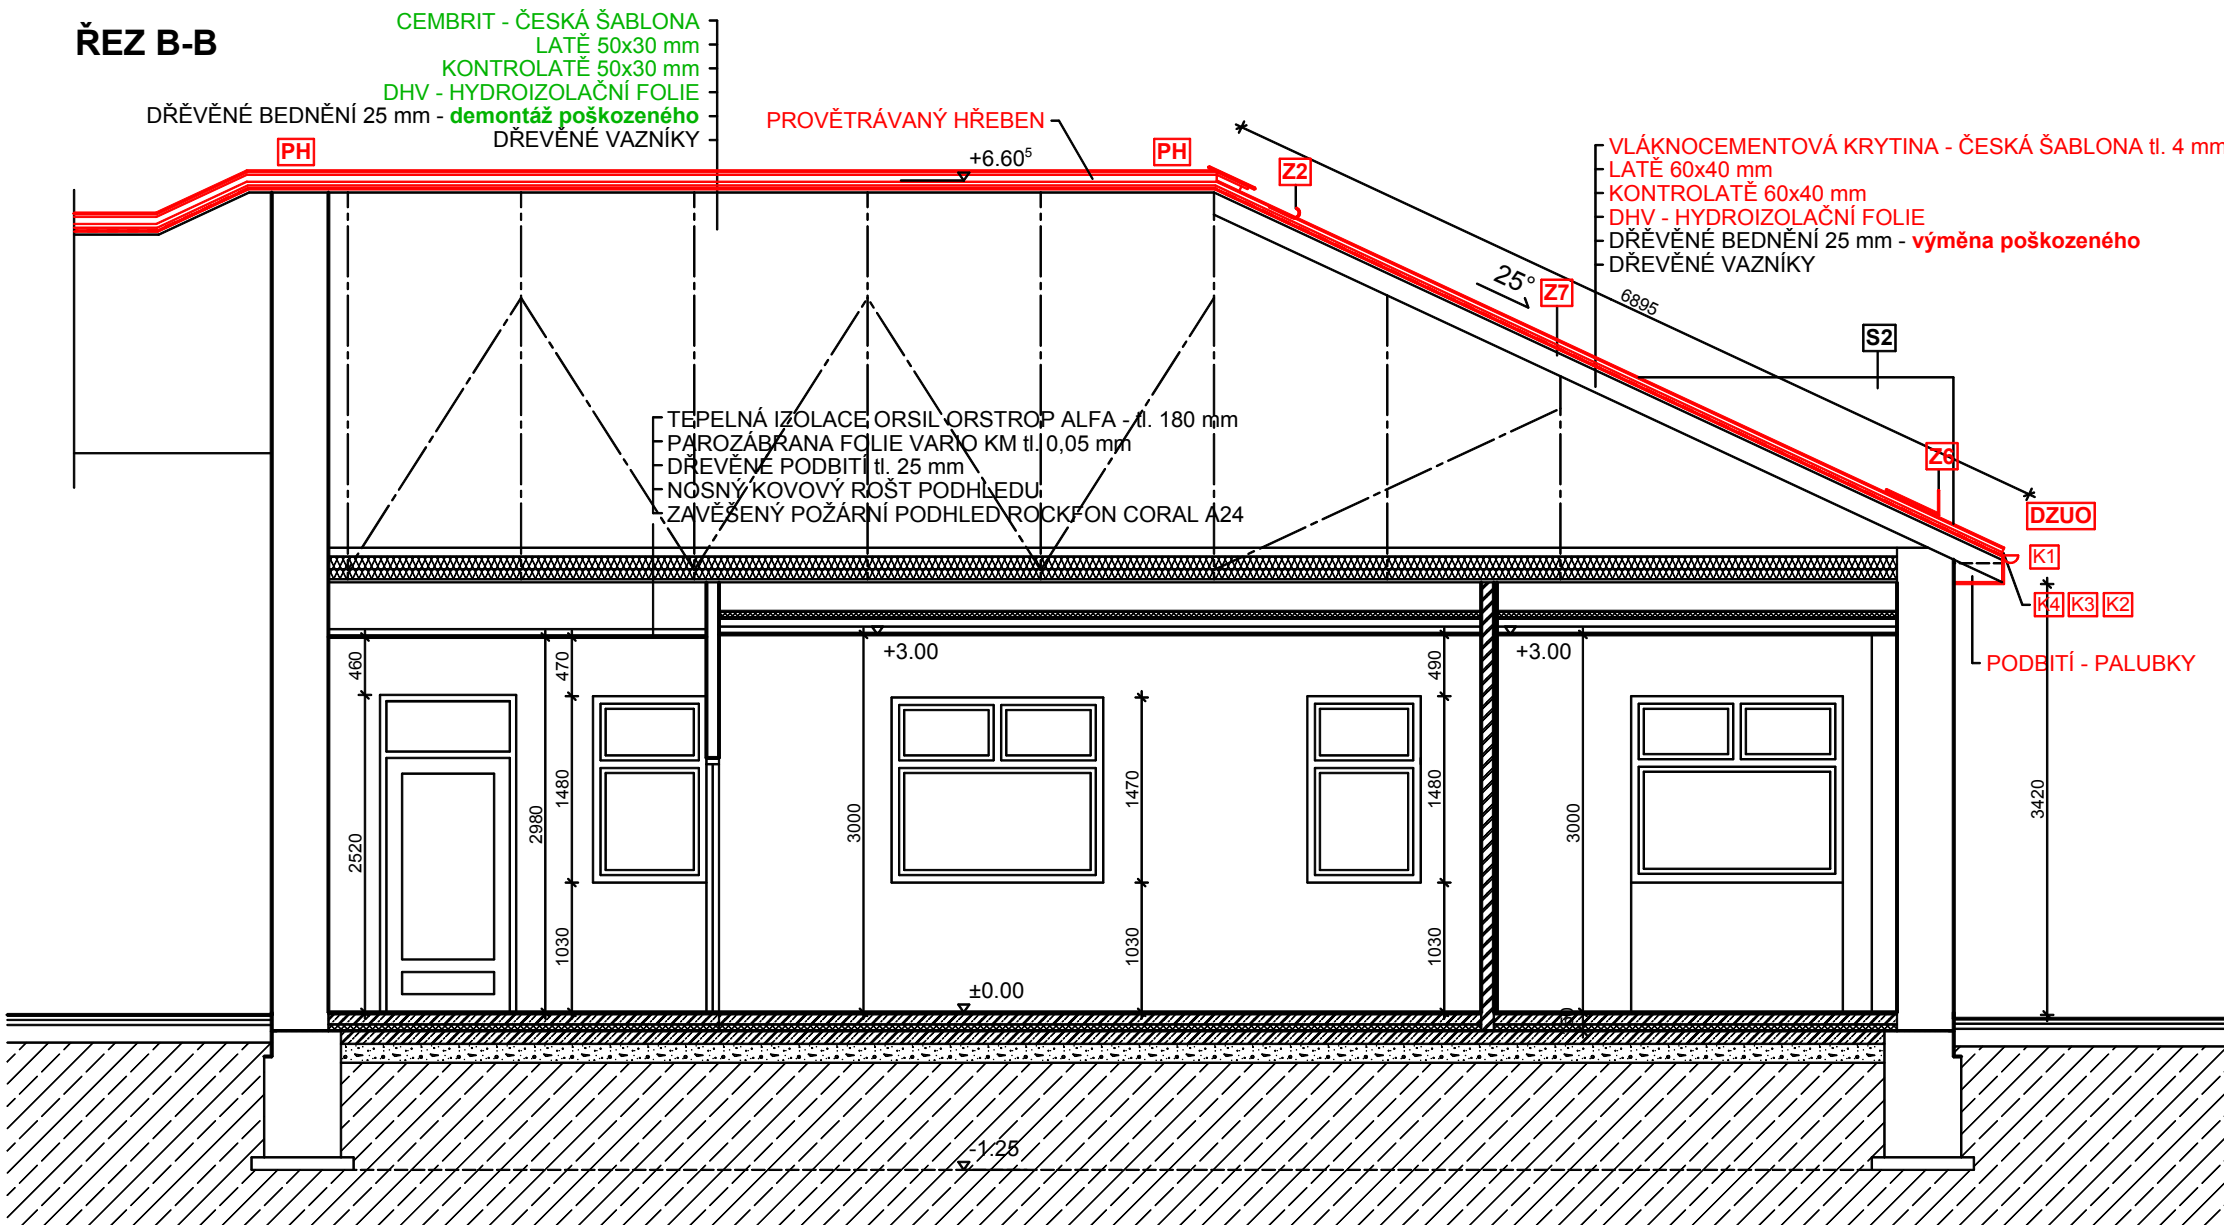 ŘEZ B-B
CEMBRIT - ČESKÁ ŠABLONA
LATĚ 50x30 mm
KONTROLATĚ 50x30 mm
DHV - HYDROIZOLAČNÍ FOLIE
DŘĚVĚNÉ BEDNĚNÍ 25 mm - demontáž poškozeného
DŘEVĚNÉ VAZNÍKY
PROVĚTRÁVANÝ HŘEBEN
PH
PH
+6.60⁵
Z2
VLÁKNOCEMENTOVÁ KRYTINA - ČESKÁ ŠABLONA tl. 4 mm
LATĚ 60x40 mm
KONTROLATĚ 60x40 mm
DHV - HYDROIZOLAČNÍ FOLIE
DŘĚVĚNÉ BEDNĚNÍ 25 mm - výměna poškozeného
DŘEVĚNÉ VAZNÍKY
25°
Z7
6895
S2
TEPELNÁ IZOLACE ORSIL ORSTROP ALFA - tl. 180 mm
PAROZÁBRANA FOLIE VARIO KM tl. 0,05 mm
DŘEVĚNÉ PODBITÍ tl. 25 mm
NOSNÝ KOVOVÝ ROŠT PODHLEDU
ZAVĚŠENÝ POŽÁRNÍ PODHLED ROCKFON CORAL A24
Z6
DZUO
K1
K4 K3 K2
PODBITÍ - PALUBKY
+3.00
+3.00
460
470
490
2520
2980
1480
1030
3000
1470
1030
1480
1030
3000
3420
±0.00
-1.25